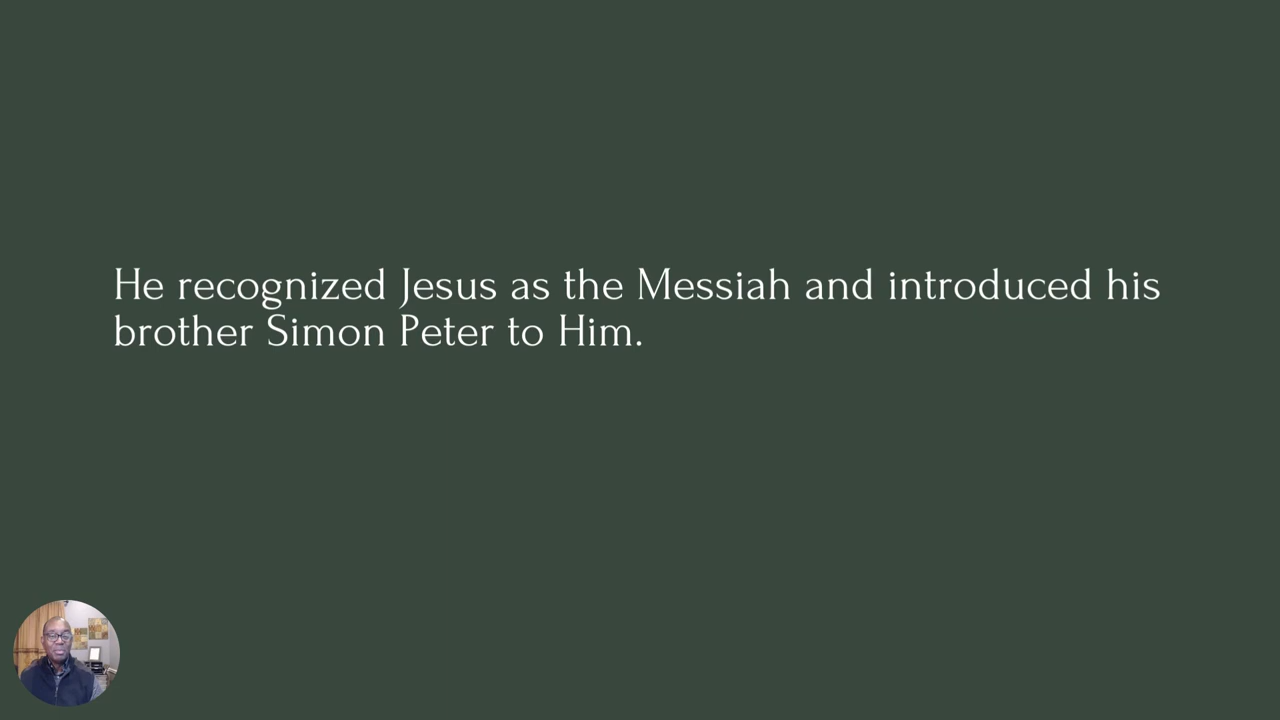 He recognized Jesus as the Messiah and introduced his
brother Simon Peter to Him.